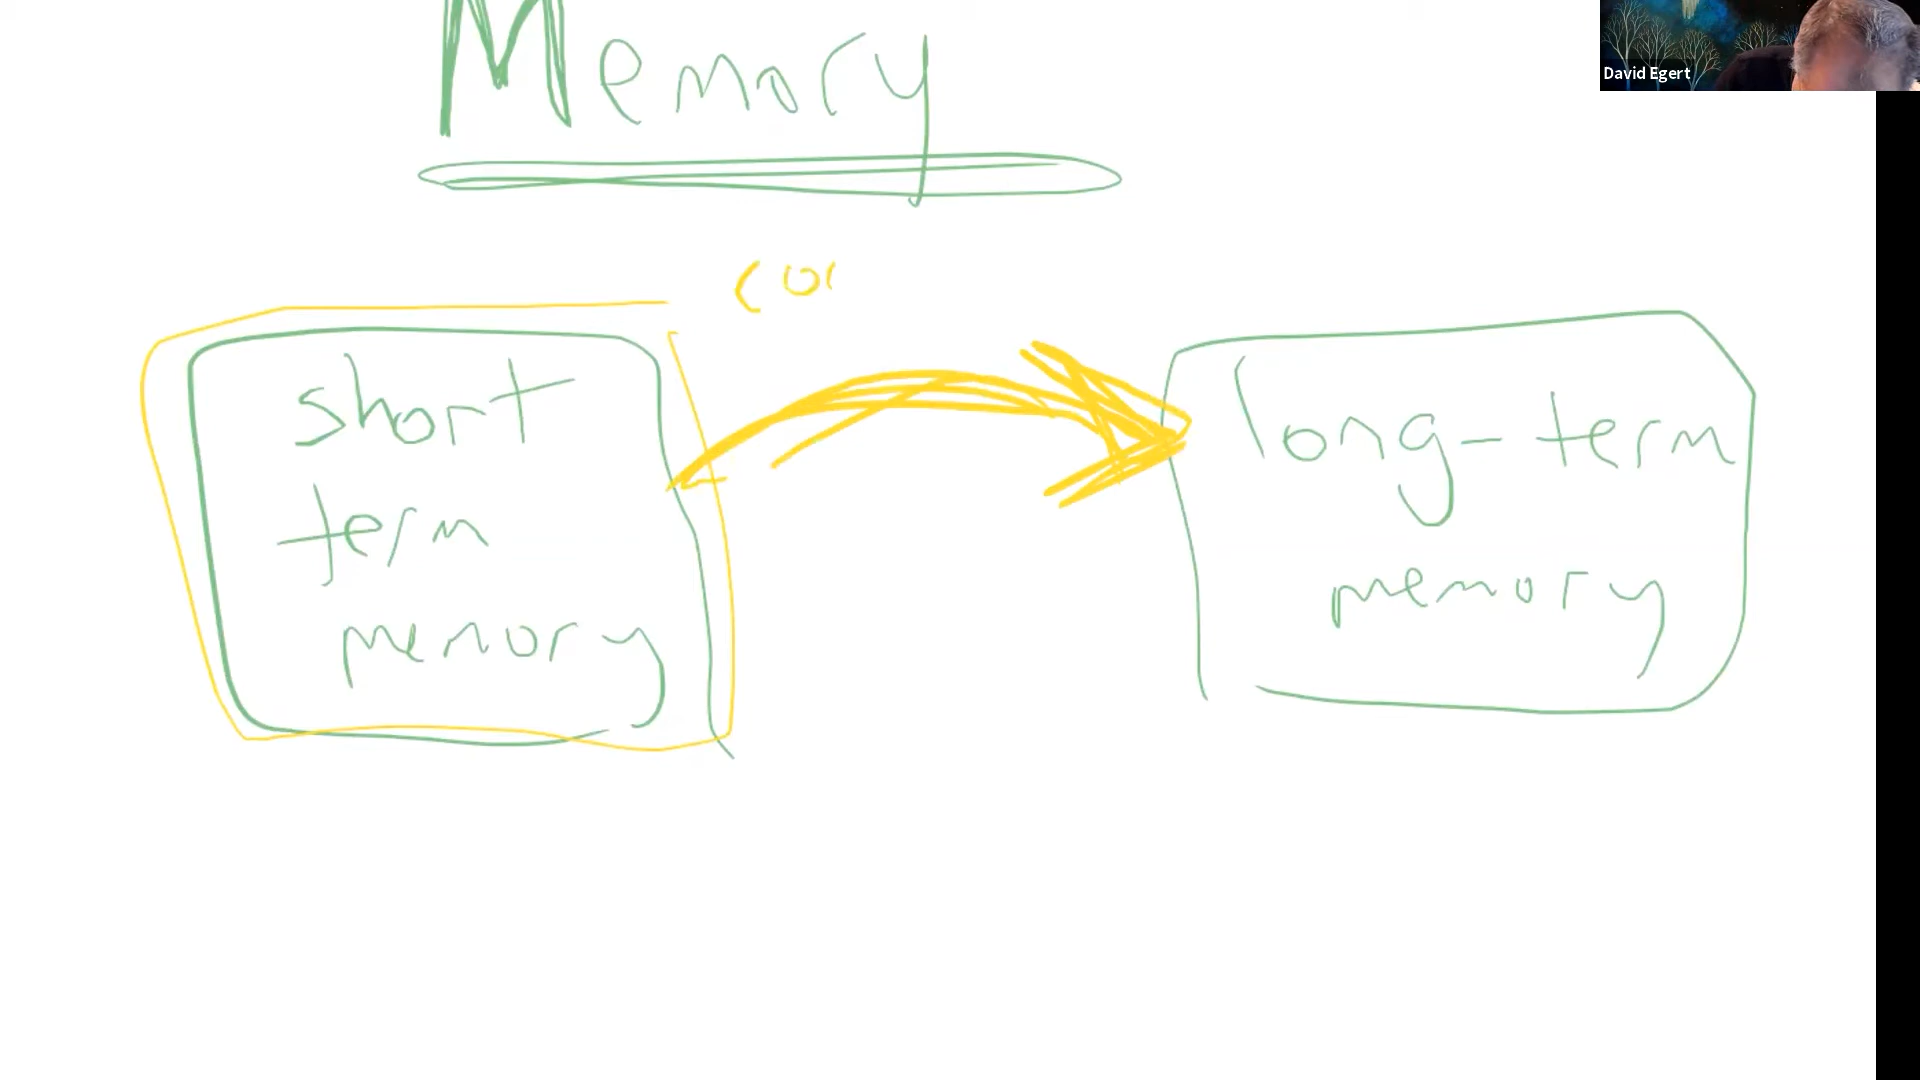 Memory
David Egert
short
term
memory
long-term
memory